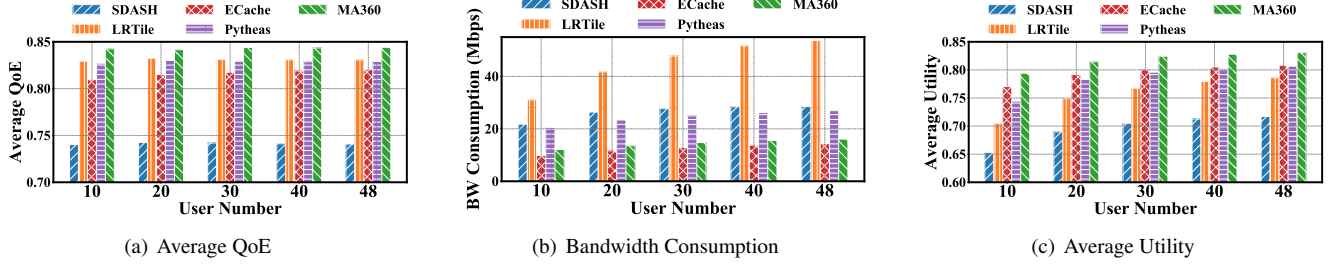 SDASH ECache MA360
LRTile Pytheas
Average QoE
0.85
0.80
0.75
0.70
10 20 30 40 48
User Number
(a) Average QoE
SDASH ECache MA360
LRTile Pytheas
BW Consumption (Mbps)
40
20
0
10 20 30 40 48
User Number
(b) Bandwidth Consumption
SDASH ECache MA360
LRTile Pytheas
Average Utility
0.85
0.80
0.75
0.70
0.65
0.60
10 20 30 40 48
User Number
(c) Average Utility